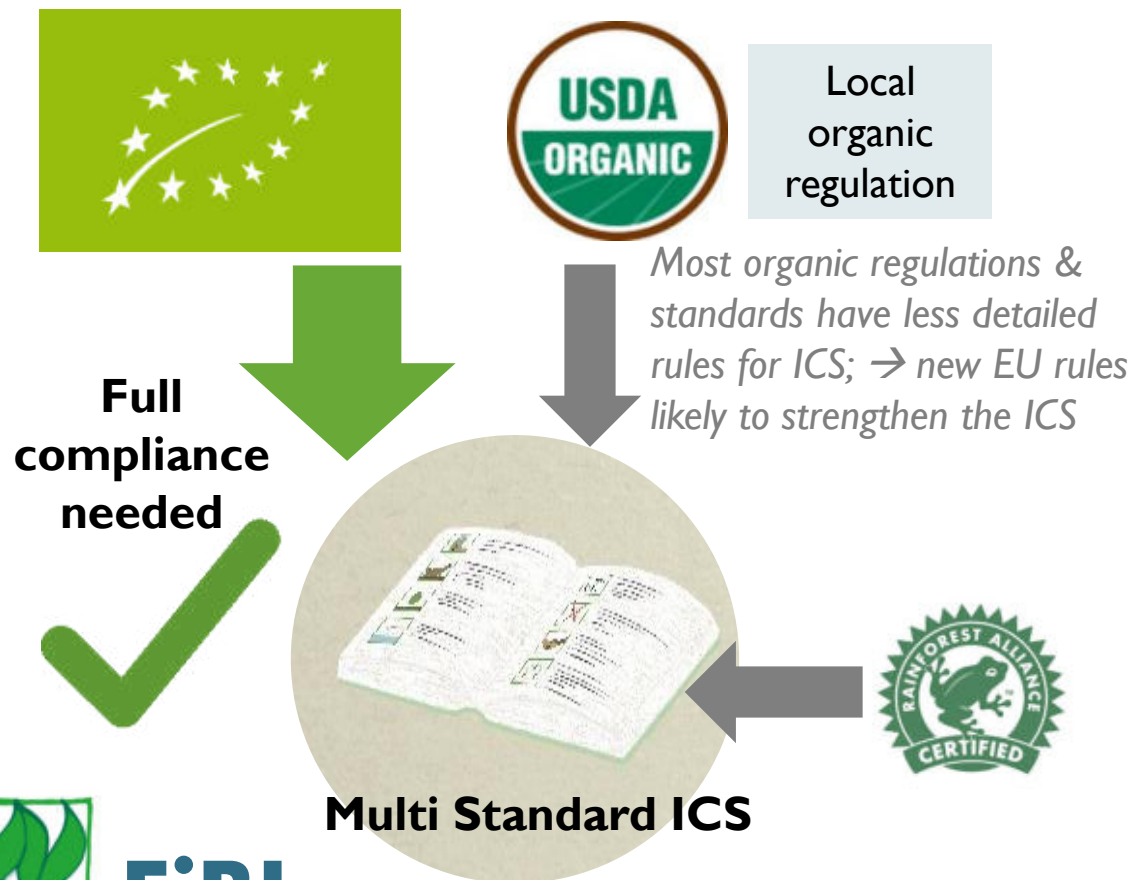 USDA
ORGANIC
Local
organic
regulation
Most organic regulations &
standards have less detailed
rules for ICS; → new EU rules
likely to strengthen the ICS
Full
compliance
needed
RAINFOREST ALLIANCE
CERTIFIED
Multi Standard ICS